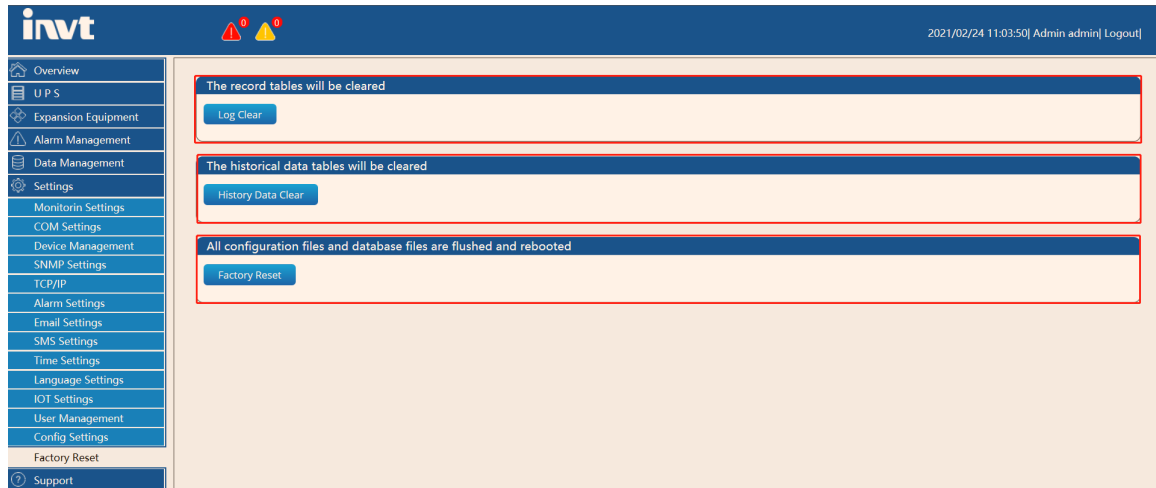 invt
0 0
2021/02/24 11:03:50| Admin admin| Logout|
Overview
UPS
Expansion Equipment
Alarm Management
Data Management
Settings
Monitorin Settings
COM Settings
Device Management
SNMP Settings
TCP/IP
Alarm Settings
Email Settings
SMS Settings
Time Settings
Language Settings
IOT Settings
User Management
Config Settings
Factory Reset
Support
The record tables will be cleared
Log Clear
The historical data tables will be cleared
History Data Clear
All configuration files and database files are flushed and rebooted
Factory Reset